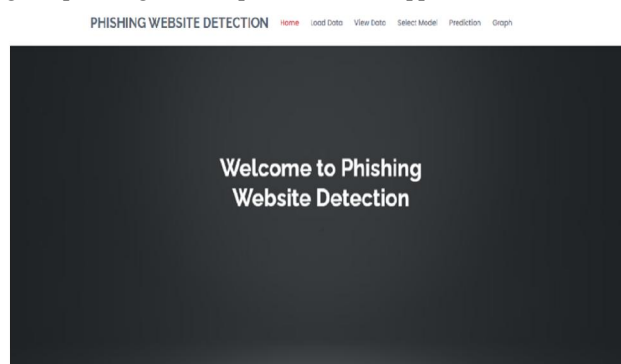 PHISHING WEBSITE DETECTION Home Load Data View Data Select Model Prediction Graph
Welcome to Phishing
Website Detection